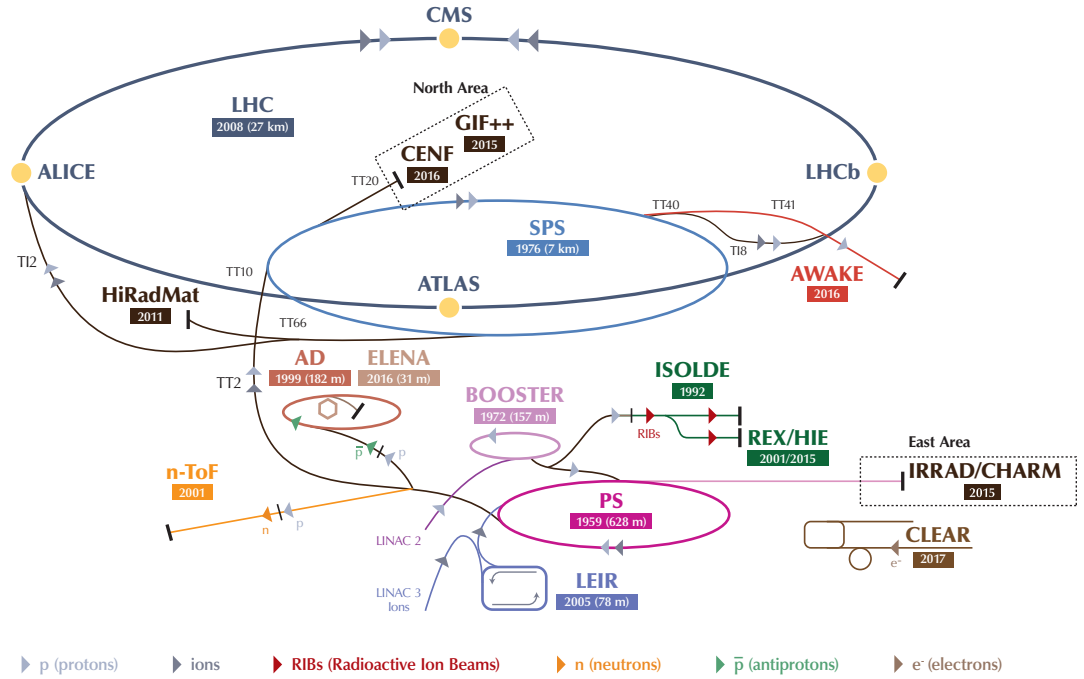 CMS
North Area
LHC
2008 (27 km)
GIF++
2015
CENF
2016
TT20
ALICE
LHCb
TT40
TT41
SPS
1976 (7 km)
TI8
TI2
TT10
ATLAS
AWAKE
2016
HiRadMat
2011
TT66
AD
1999 (182 m)
ELENA
2016 (31 m)
TT2
ISOLDE
1992
BOOSTER
1972 (157 m)
RIBs
REX/HIE
2001/2015
East Area
p̅
p
n-ToF
2001
IRRAD/CHARM
2015
PS
1959 (628 m)
n
p
LINAC 2
CLEAR
2017
e-
LINAC 3
Ions
LEIR
2005 (78 m)
p (protons)
ions
RIBs (Radioactive Ion Beams)
n (neutrons)
p̅ (antiprotons)
e- (electrons)